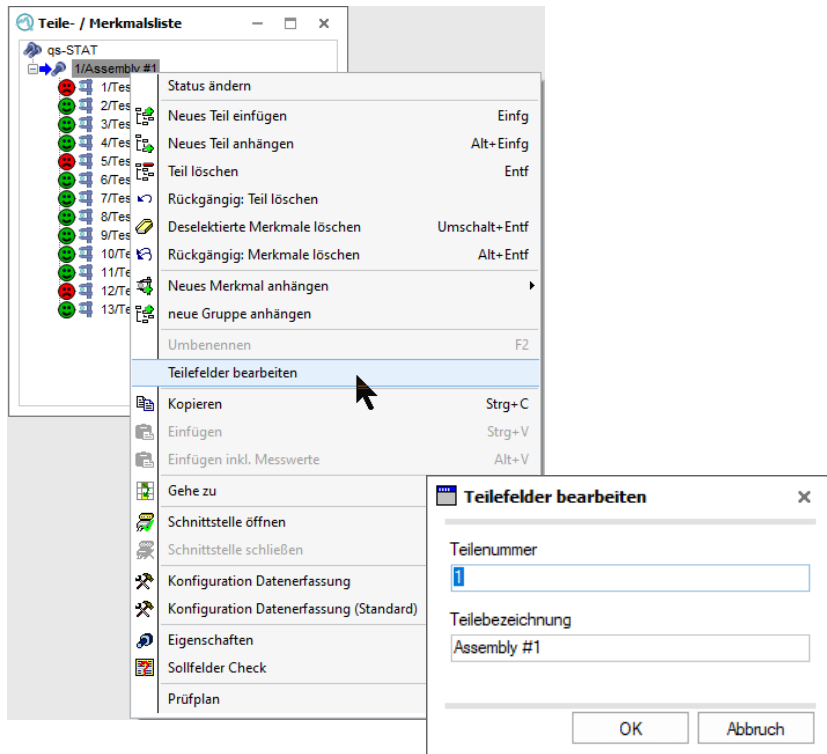 Teile- / Merkmalsliste
qs-STAT
1/Assembly #1
1/Tes
2/Tes
3/Tes
4/Tes
5/Tes
6/Tes
7/Tes
8/Tes
9/Tes
10/Te
11/Te
12/Te
13/Te
Status ändern
Neues Teil einfügen Einfg
Neues Teil anhängen Alt+Einfg
Teil löschen Entf
Rückgängig: Teil löschen
Deselektierte Merkmale löschen Umschalt+Entf
Rückgängig: Merkmale löschen Alt+Entf
Neues Merkmal anhängen
neue Gruppe anhängen
Umbenennen F2
Teilefelder bearbeiten
Kopieren Strg+C
Einfügen Strg+V
Einfügen inkl. Messwerte Alt+V
Gehe zu
Schnittstelle öffnen
Schnittstelle schließen
Konfiguration Datenerfassung
Konfiguration Datenerfassung (Standard)
Eigenschaften
Sollfelder Check
Prüfplan
Teilefelder bearbeiten
Teilenummer
1
Teilebezeichnung
Assembly #1
OK Abbruch